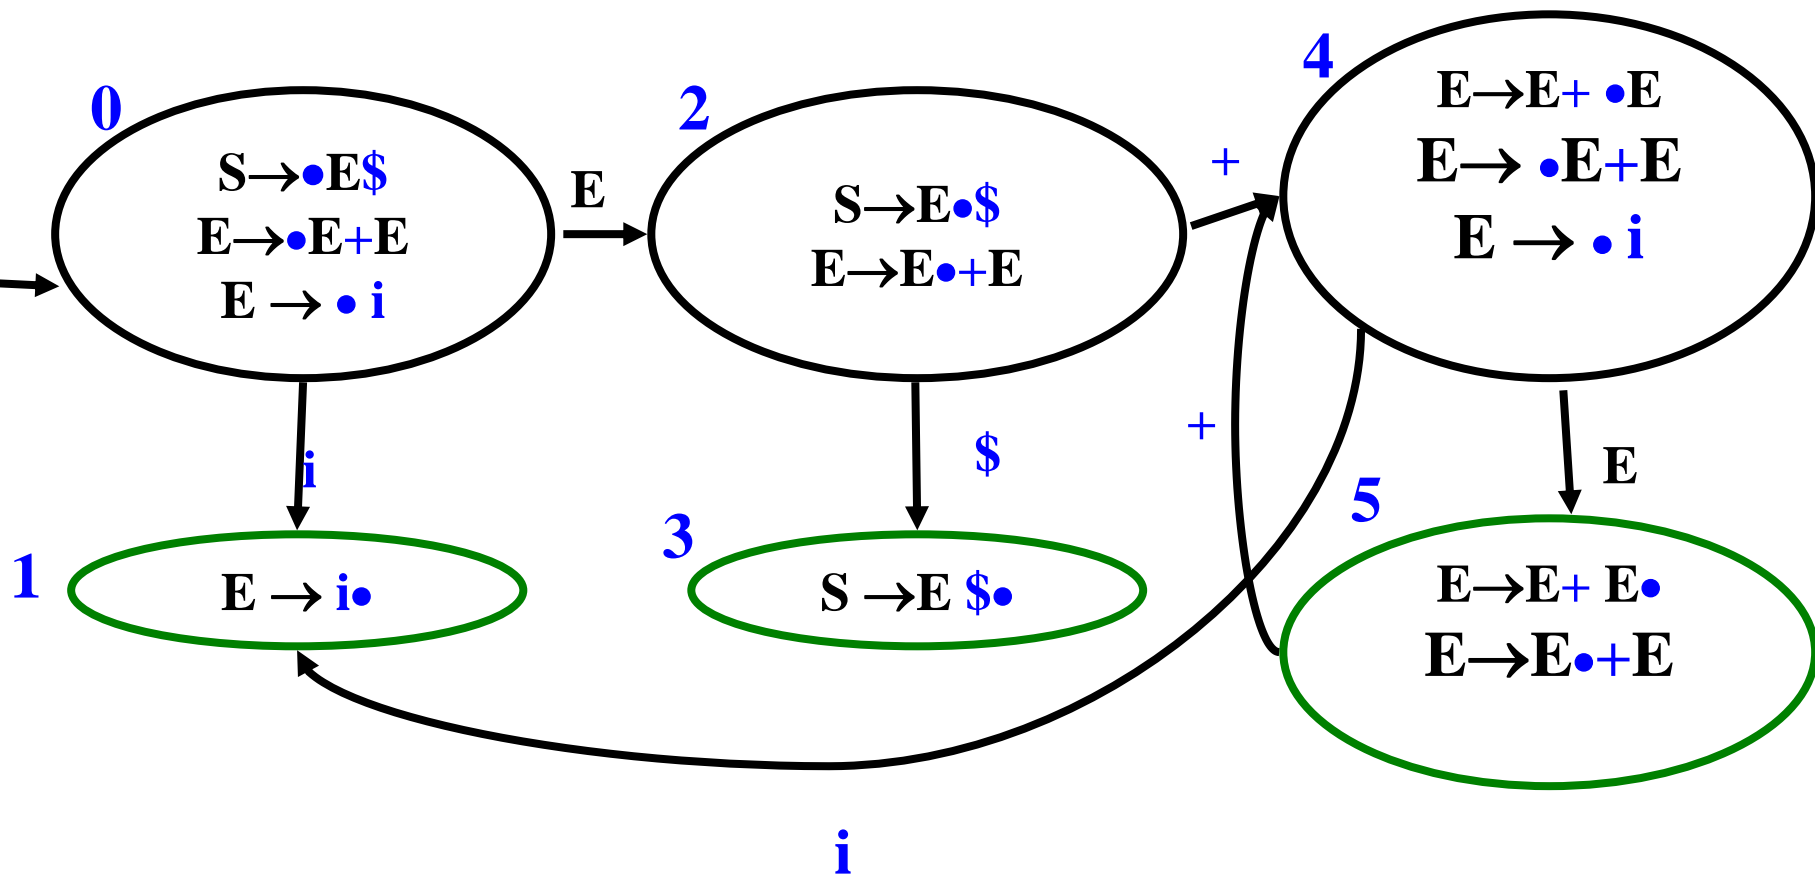 0
S→•E$
E→•E+E
E → • i
E
2
S→E•$
E→E•+E
+
4
E→E+ •E
E→ •E+E
E → • i
i
$
+
E
1
E → i•
3
S →E $•
5
E→E+ E•
E→E•+E
i